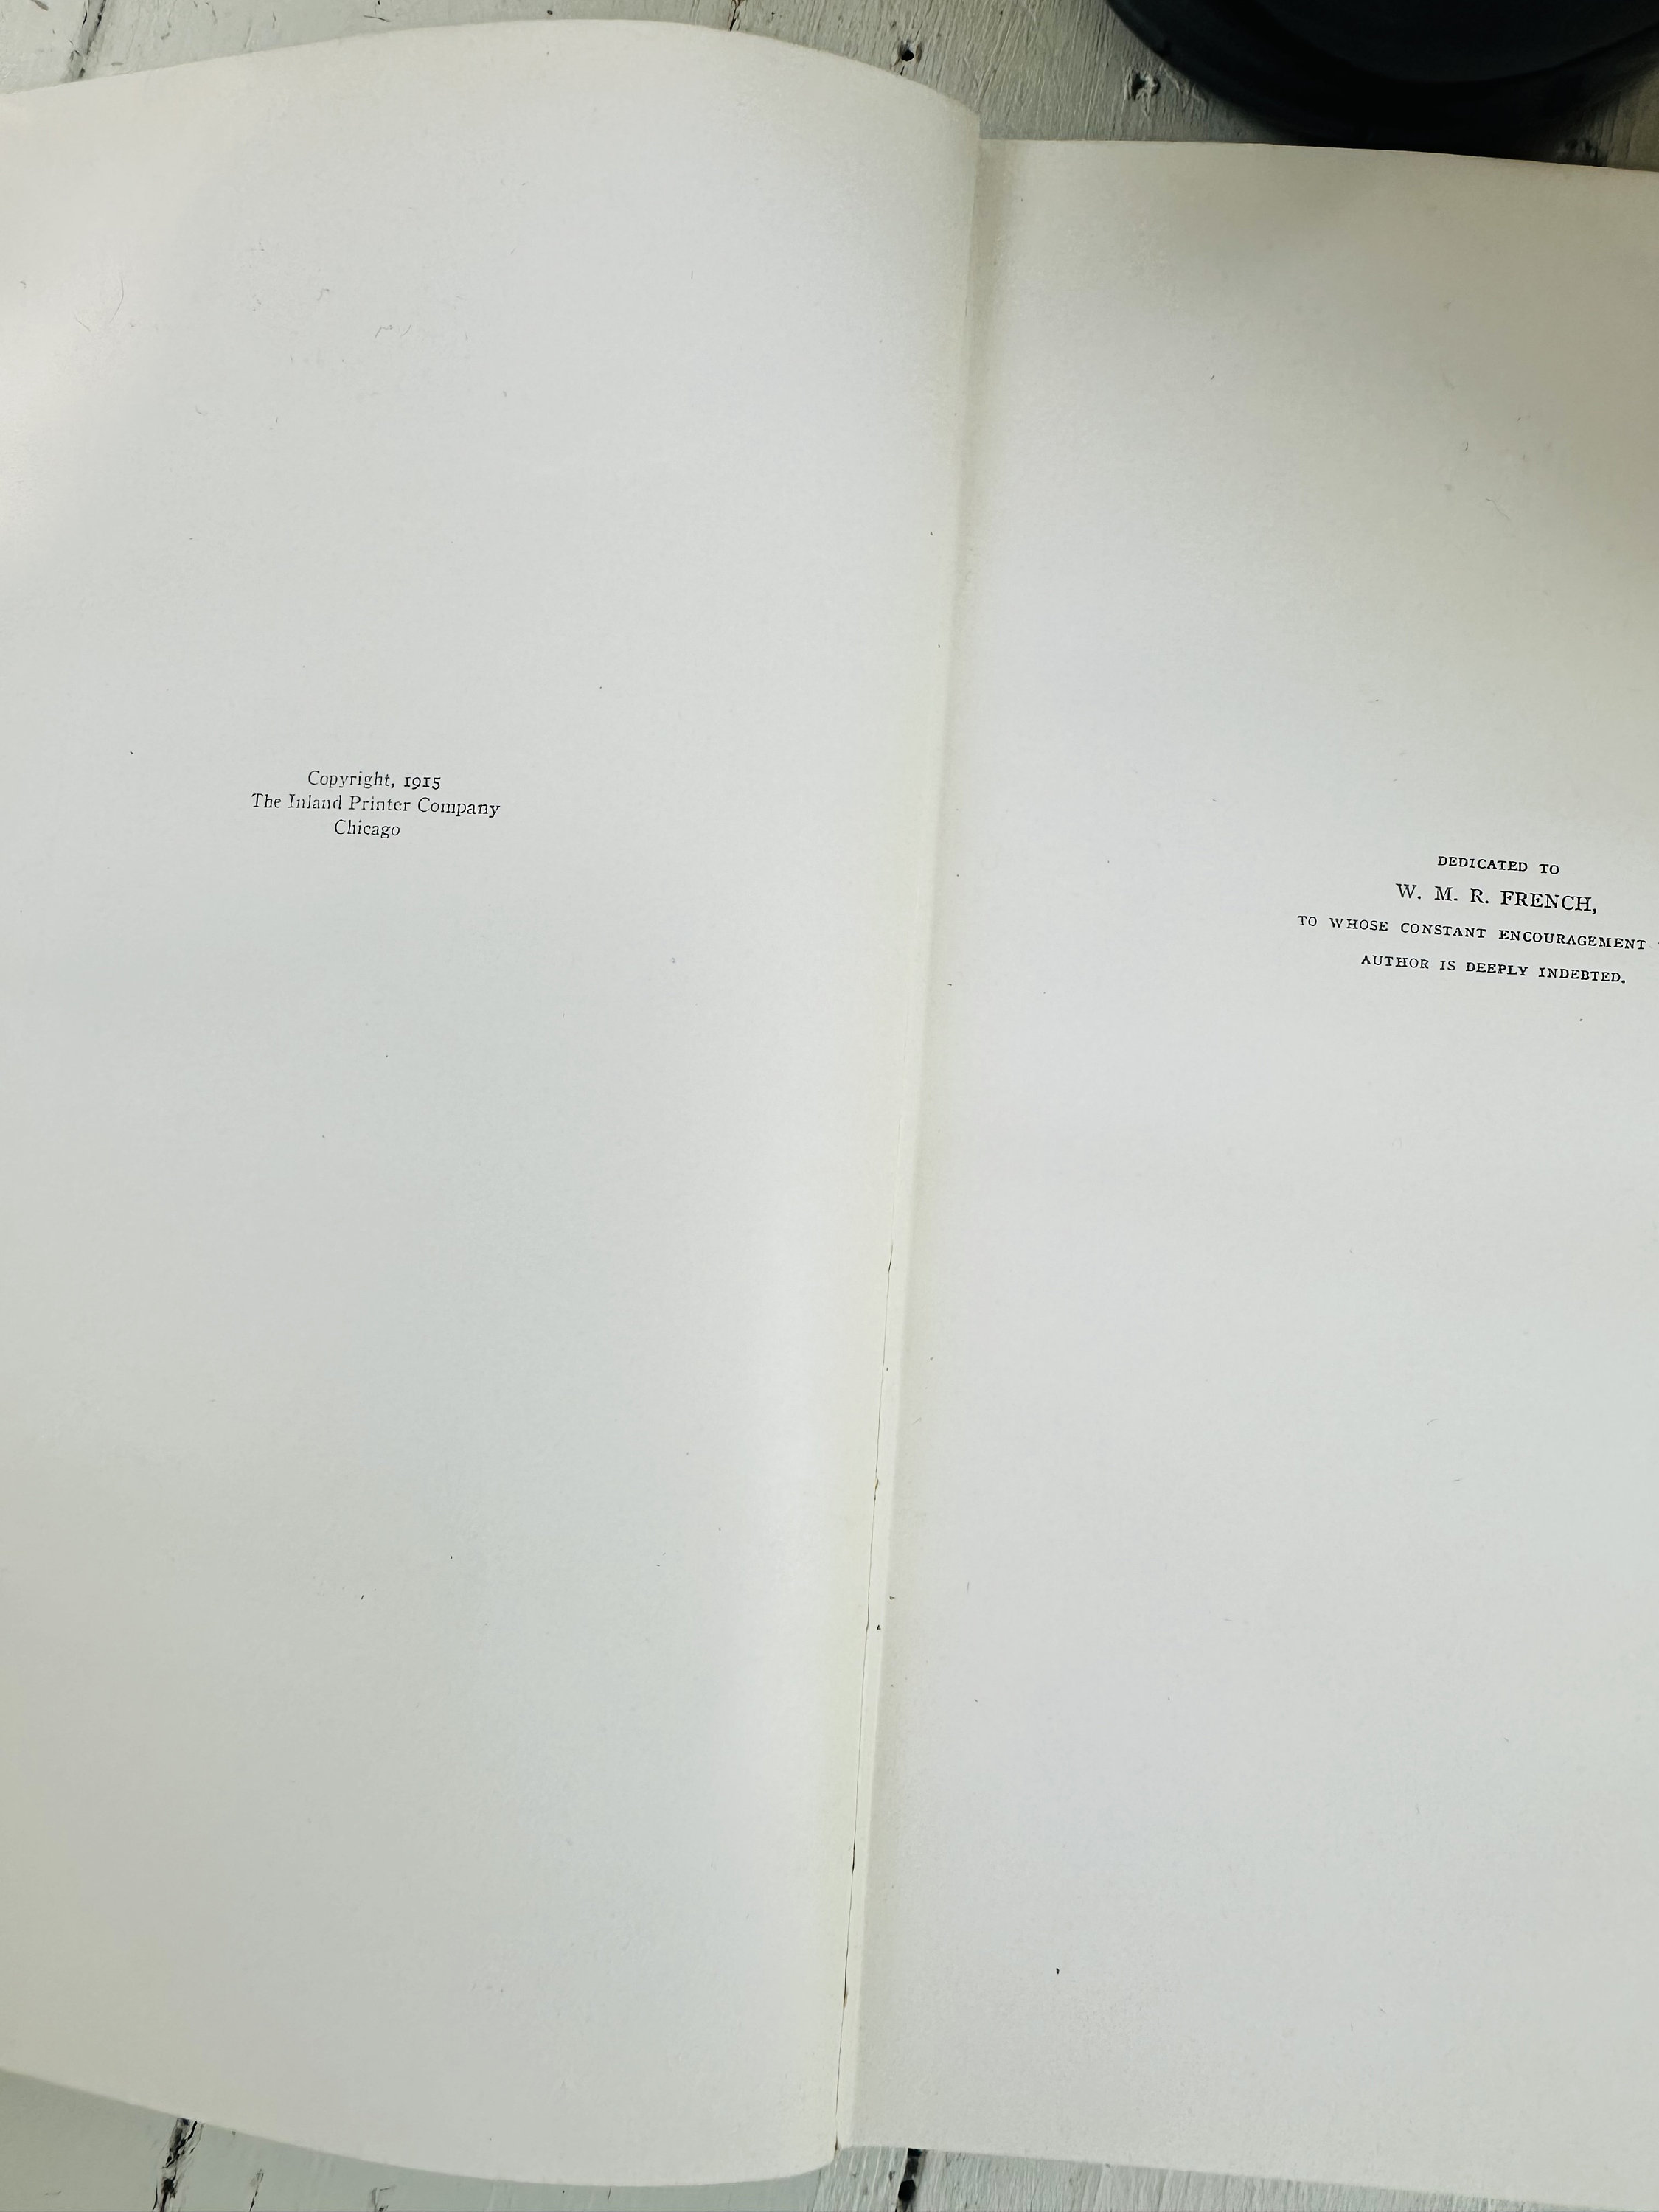 Copyright, 1915
The Inland Printer Company
Chicago
DEDICATED TO
W. M. R. FRENCH,
TO WHOSE CONSTANT ENCOURAGEMENT
AUTHOR IS DEEPLY INDEBTED.